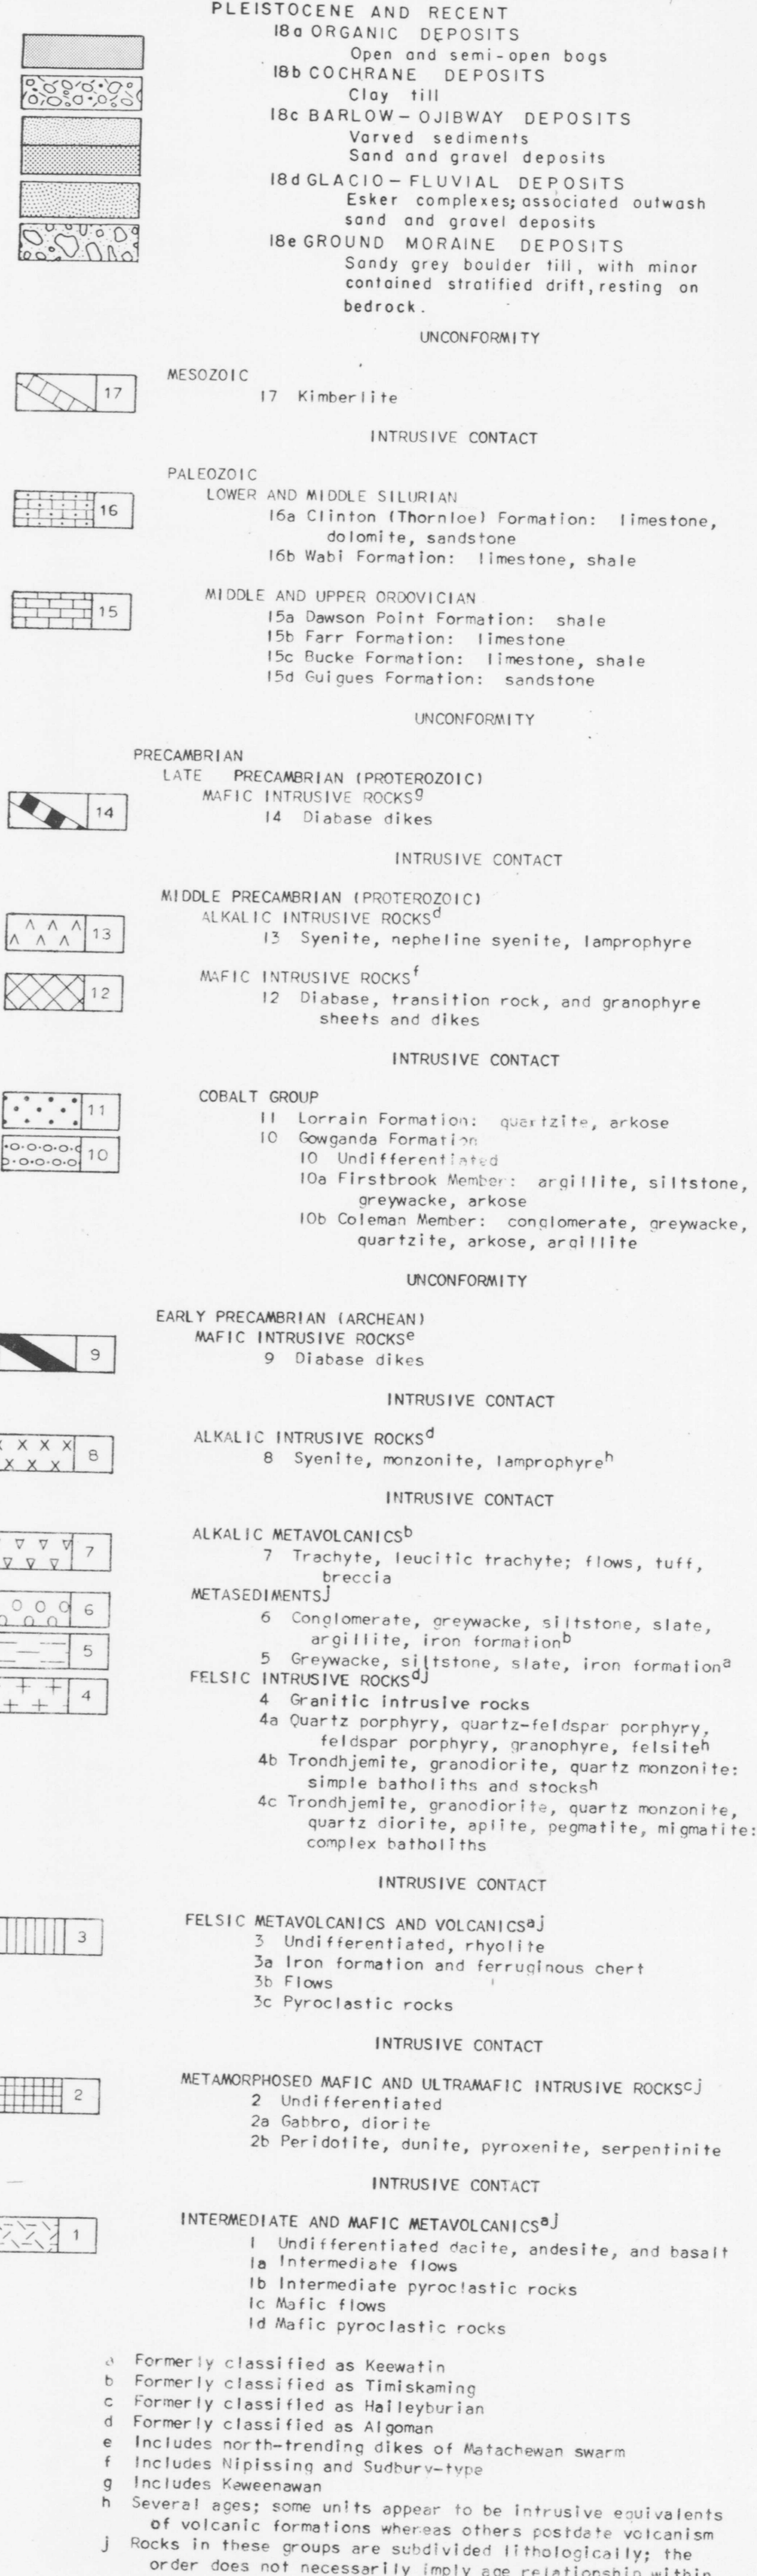 PLEISTOCENE AND RECENT
18a ORGANIC DEPOSITS
Open and semi-open bogs
18b COCHRANE DEPOSITS
Clay till
18c BARLOW-OJIBWAY DEPOSITS
Varved sediments
Sand and gravel deposits
18d GLACIO-FLUVIAL DEPOSITS
Esker complexes; associated outwash
sand and gravel deposits
18e GROUND MORAINE DEPOSITS
Sandy grey boulder till, with minor
contained stratified drift, resting on
bedrock.
UNCONFORMITY
MESOZOIC
17 17 Kimberlite
INTRUSIVE CONTACT
PALEOZOIC
LOWER AND MIDDLE SILURIAN
16 16a Clinton (Thornloe) Formation: limestone,
dolomite, sandstone
16b Wabi Formation: limestone, shale
MIDDLE AND UPPER ORDOVICIAN
15 15a Dawson Point Formation: shale
15b Farr Formation: limestone
15c Bucke Formation: limestone, shale
15d Guigues Formation: sandstone
UNCONFORMITY
PRECAMBRIAN
LATE PRECAMBRIAN (PROTEROZOIC)
MAFIC INTRUSIVE ROCKSg
14 14 Diabase dikes
INTRUSIVE CONTACT
MIDDLE PRECAMBRIAN (PROTEROZOIC)
ALKALIC INTRUSIVE ROCKSd
13 13 Syenite, nepheline syenite, lamprophyre
MAFIC INTRUSIVE ROCKSf
12 12 Diabase, transition rock, and granophyre
sheets and dikes
INTRUSIVE CONTACT
COBALT GROUP
11 11 Lorrain Formation: quartzite, arkose
10 10 Gowganda Formation
10 Undifferentiated
10a Firstbrook Member: argillite, siltstone,
greywacke, arkose
10b Coleman Member: conglomerate, greywacke,
quartzite, arkose, argillite
UNCONFORMITY
EARLY PRECAMBRIAN (ARCHEAN)
MAFIC INTRUSIVE ROCKSe
9 9 Diabase dikes
INTRUSIVE CONTACT
ALKALIC INTRUSIVE ROCKSd
8 8 Syenite, monzonite, lamprophyreh
INTRUSIVE CONTACT
ALKALIC METAVOLCANICSb
7 7 Trachyte, leucitic trachyte; flows, tuff,
breccia
METASEDIMENTSj
6 6 Conglomerate, greywacke, siltstone, slate,
argillite, iron formationb
5 5 Greywacke, siltstone, slate, iron formationa
FELSIC INTRUSIVE ROCKSdj
4 4 Granitic intrusive rocks
4a Quartz porphyry, quartz-feldspar porphyry,
feldspar porphyry, granophyre, felsiteh
4b Trondhjemite, granodiorite, quartz monzonite:
simple batholiths and stocksh
4c Trondhjemite, granodiorite, quartz monzonite,
quartz diorite, aplite, pegmatite, migmatite:
complex batholiths
INTRUSIVE CONTACT
FELSIC METAVOLCANICS AND VOLCANICSaj
3 3 Undifferentiated, rhyolite
3a Iron formation and ferruginous chert
3b Flows
3c Pyroclastic rocks
INTRUSIVE CONTACT
METAMORPHOSED MAFIC AND ULTRAMAFIC INTRUSIVE ROCKScj
2 2 Undifferentiated
2a Gabbro, diorite
2b Peridotite, dunite, pyroxenite, serpentinite
INTRUSIVE CONTACT
INTERMEDIATE AND MAFIC METAVOLCANICSaj
1 1 Undifferentiated dacite, andesite, and basalt
1a Intermediate flows
1b Intermediate pyroclastic rocks
1c Mafic flows
1d Mafic pyroclastic rocks
a Formerly classified as Keewatin
b Formerly classified as Timiskaming
c Formerly classified as Haileyburian
d Formerly classified as Algoman
e Includes north-trending dikes of Matachewan swarm
f Includes Nipissing and Sudbury-type
g Includes Keweenawan
h Several ages; some units appear to be intrusive equivalents
of volcanic formations whereas others postdate volcanism
j Rocks in these groups are subdivided lithologically; the
order does not necessarily imply age relationship within